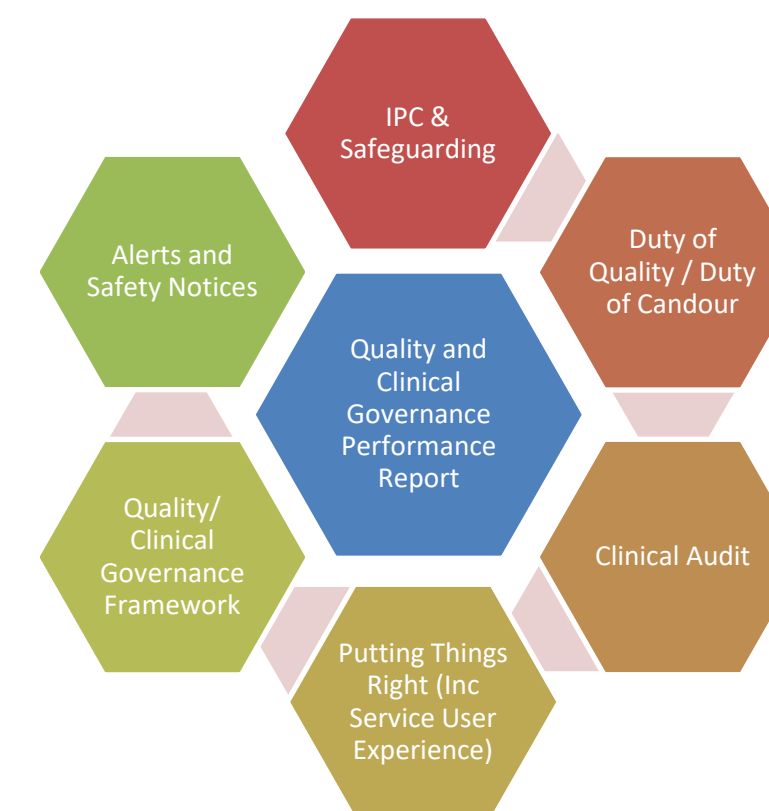 IPC &
Safeguarding
Duty of
Quality / Duty
of Candour
Clinical Audit
Putting Things
Right (Inc
Service User
Experience)
Quality/
Clinical
Governance
Framework
Alerts and
Safety Notices
Quality and
Clinical
Governance
Performance
Report